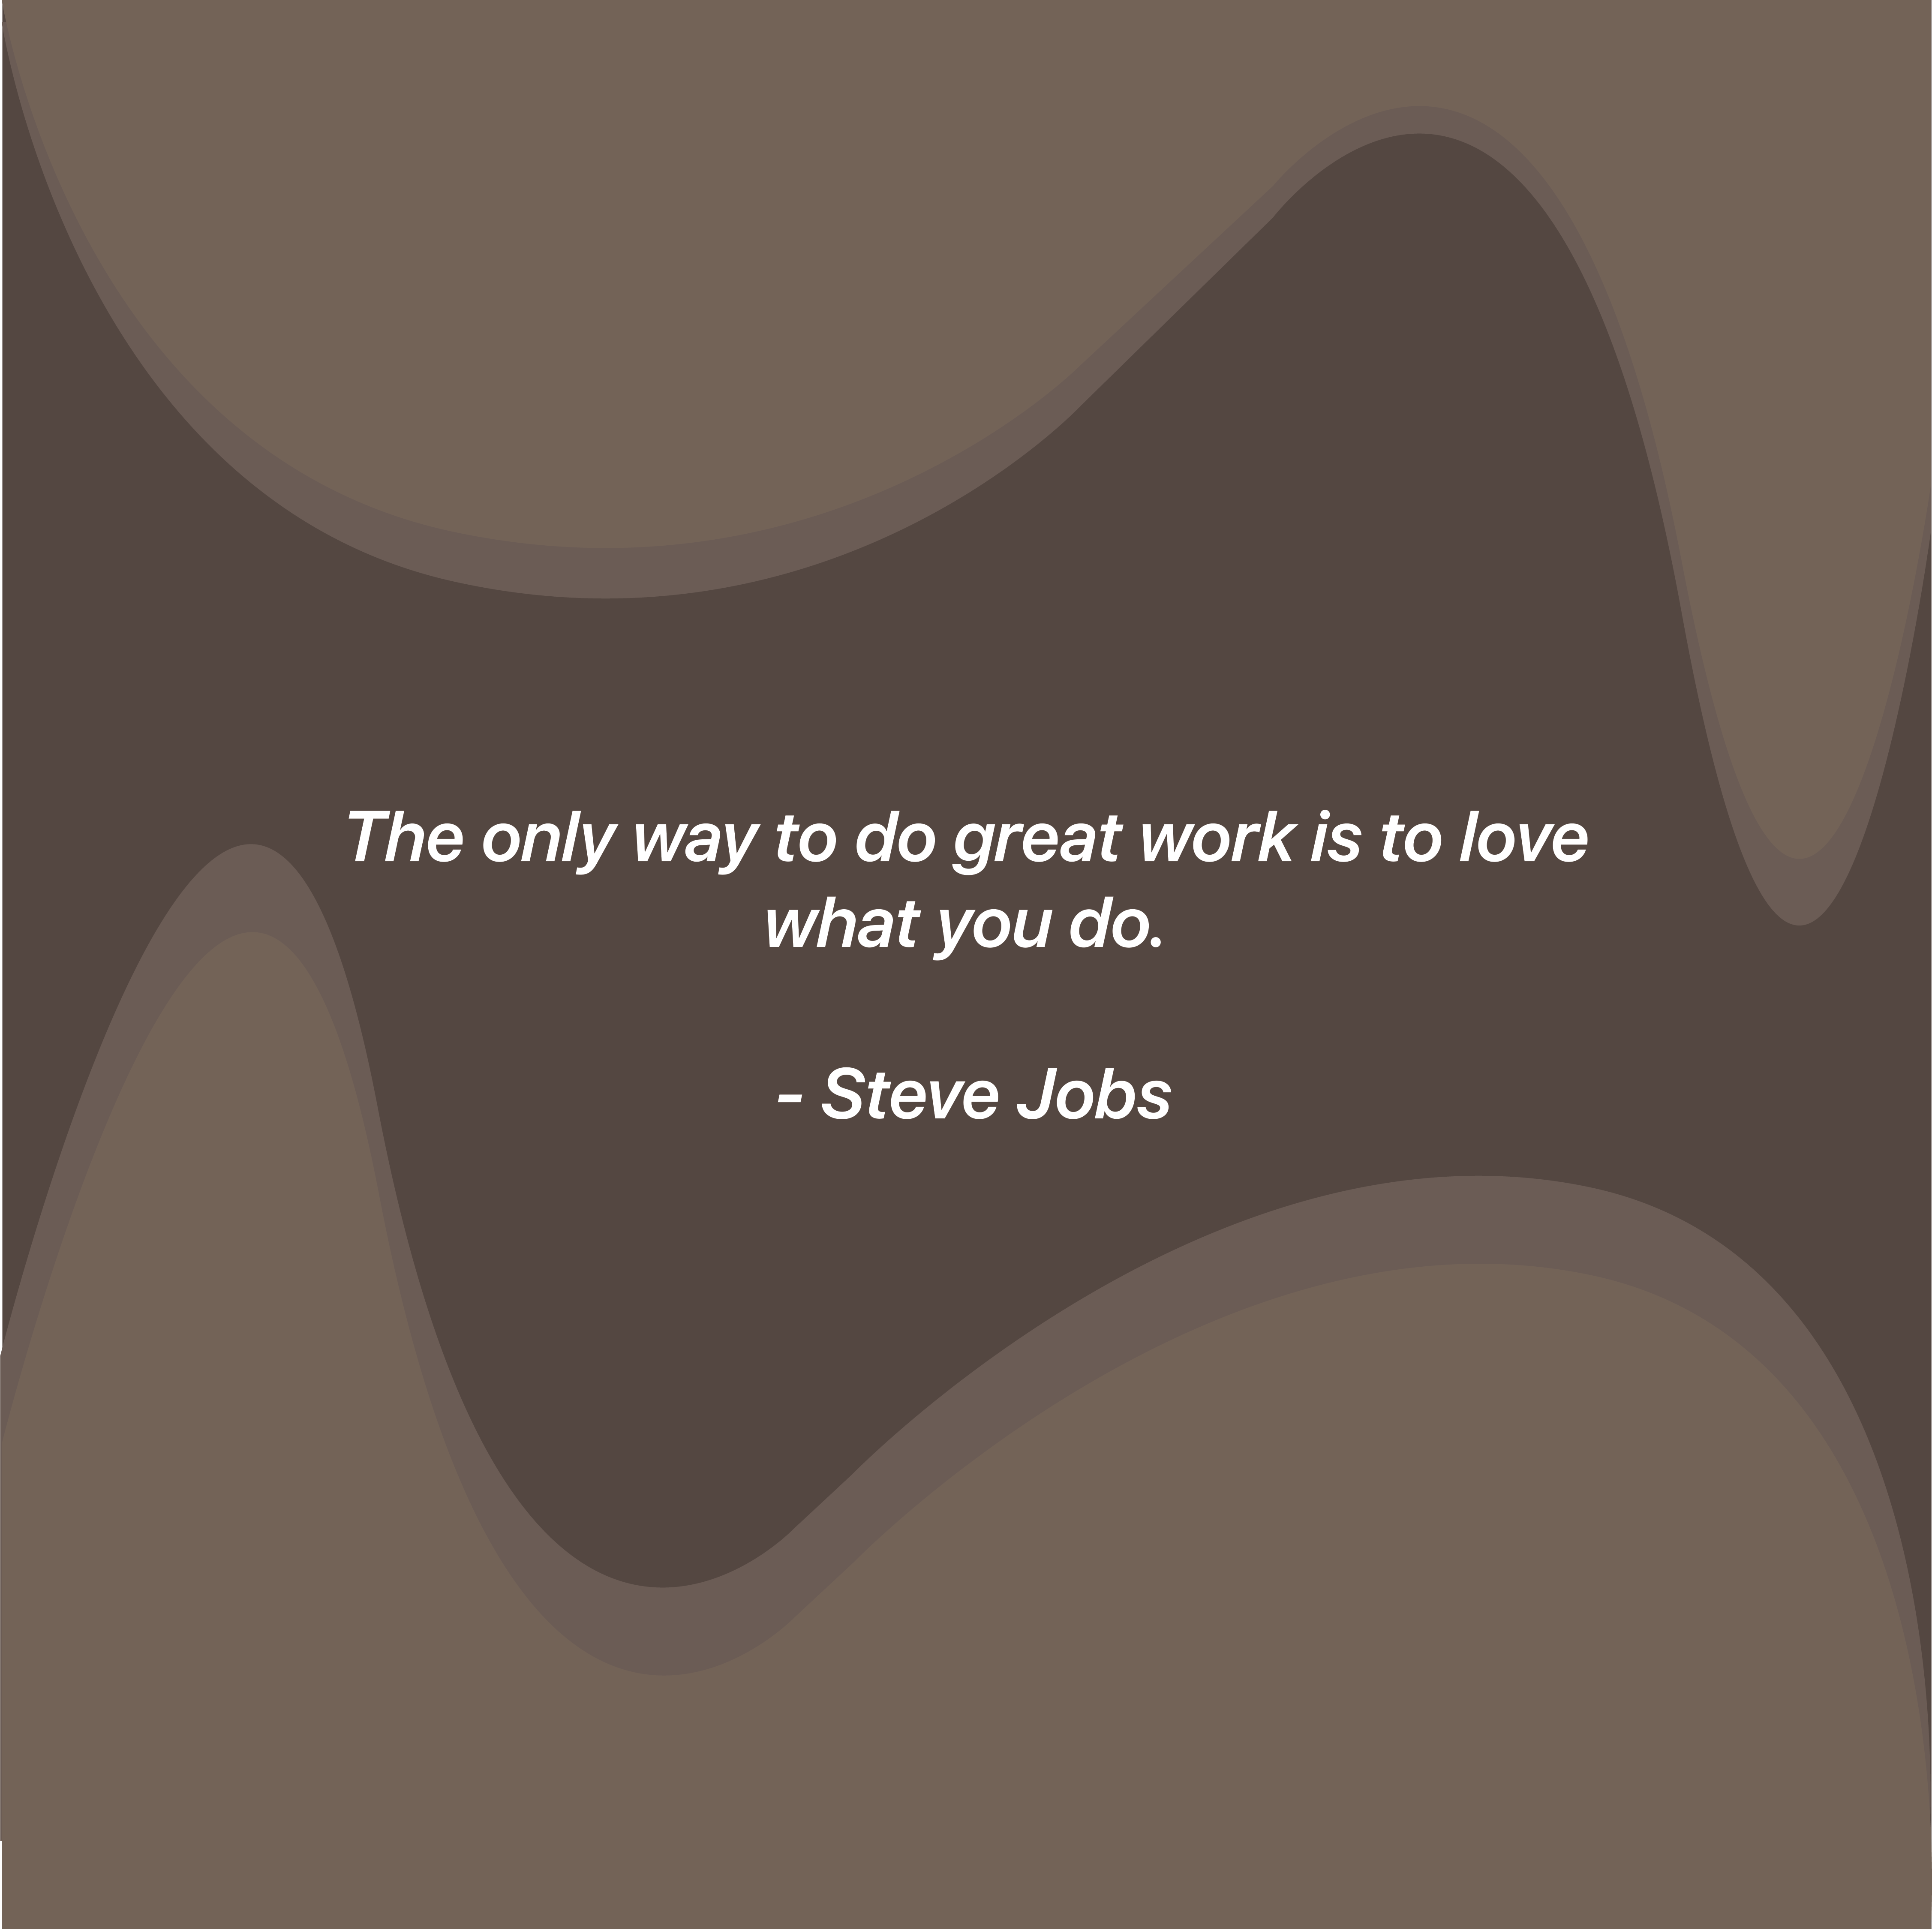 The only way to do great work is to love
what you do.
- Steve Jobs